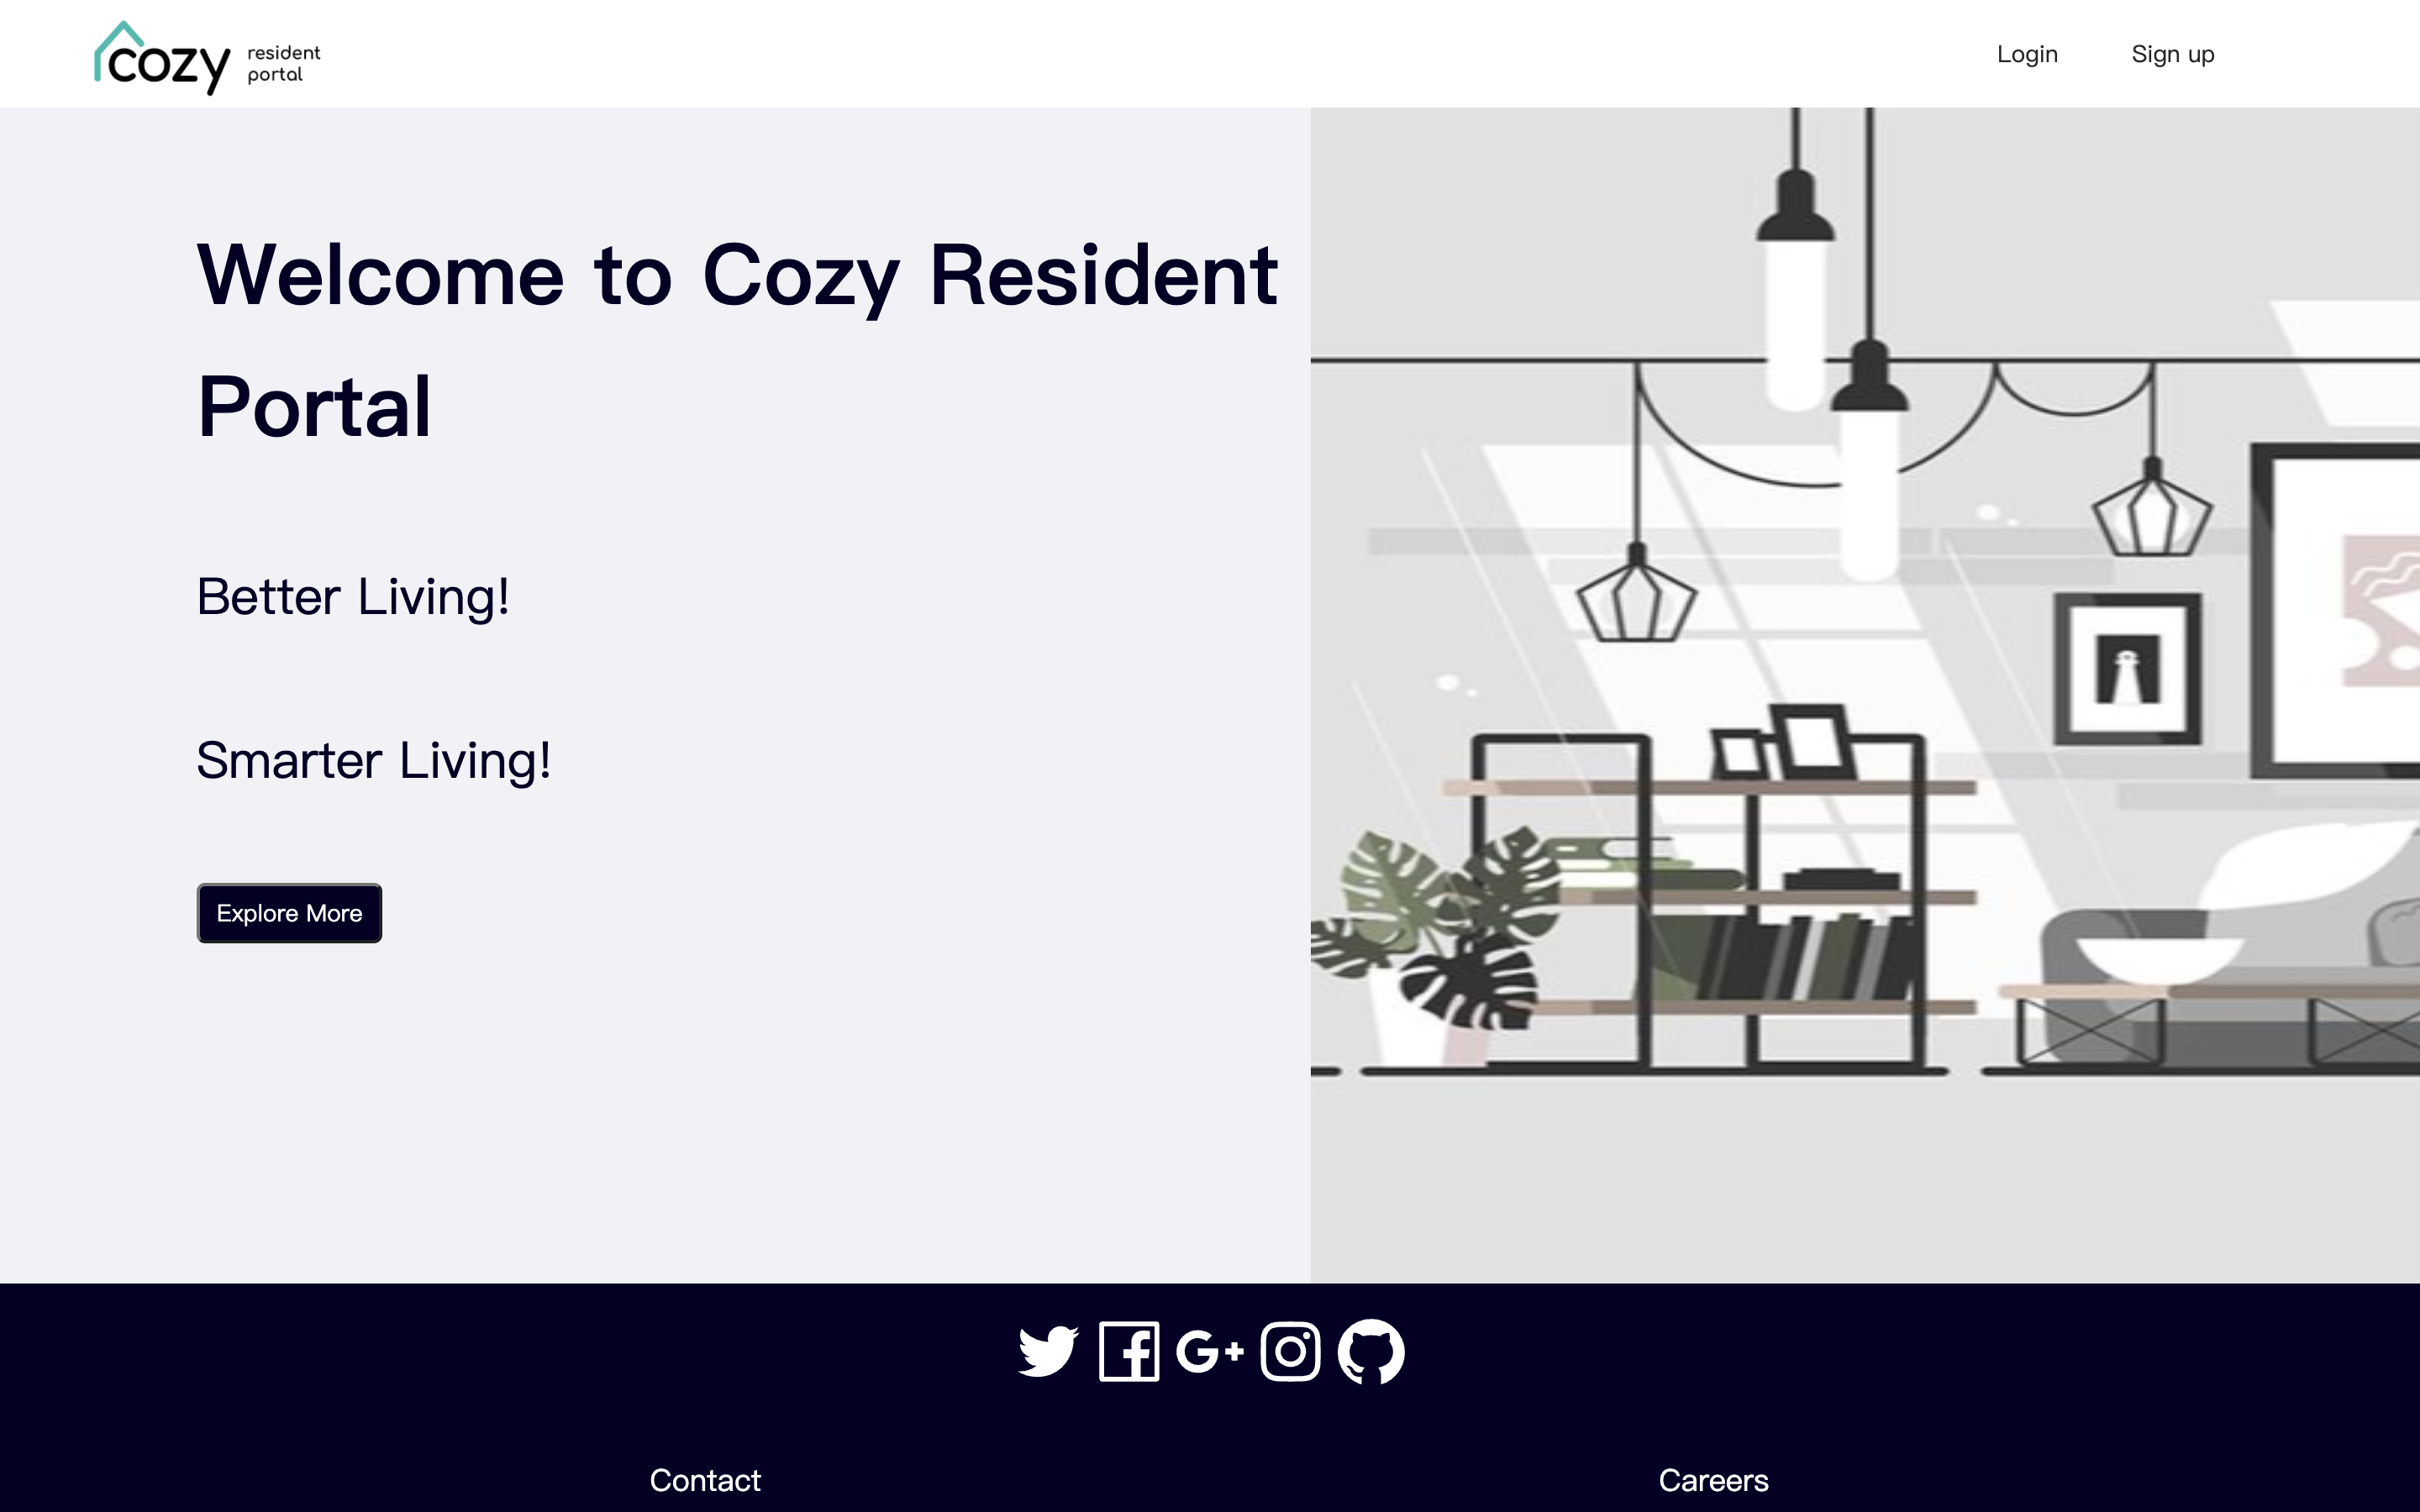 cozy resident
portal
Login
Sign up
Welcome to Cozy Resident
Portal
Better Living!
Smarter Living!
Explore More
Contact
Careers